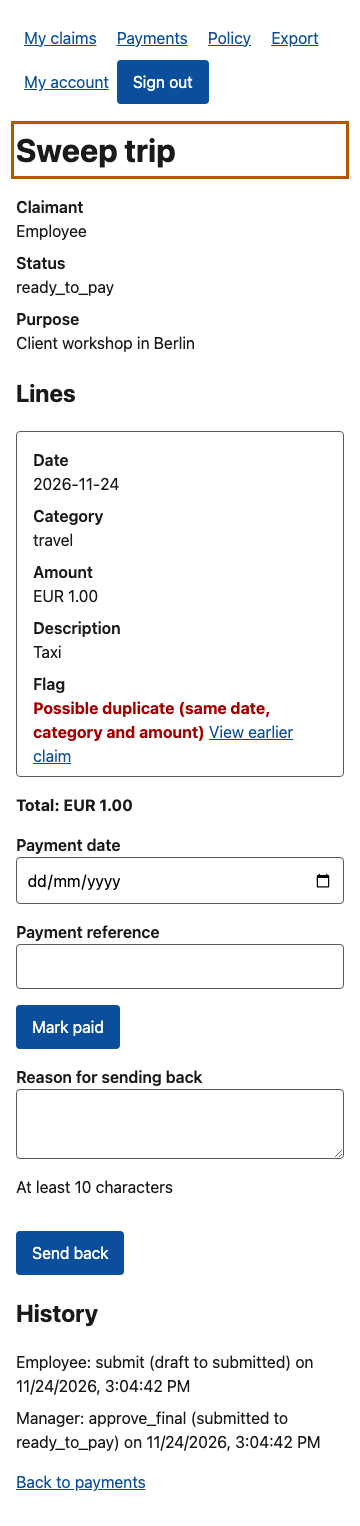 My claims Payments Policy Export
My account Sign out
Sweep trip
Claimant
Employee
Status
ready_to_pay
Purpose
Client workshop in Berlin
Lines
Date
2026-11-24
Category
travel
Amount
EUR 1.00
Description
Taxi
Flag
Possible duplicate (same date,
category and amount) View earlier
claim
Total: EUR 1.00
Payment date
dd/mm/yyyy
Payment reference
Mark paid
Reason for sending back
At least 10 characters
Send back
History
Employee: submit (draft to submitted) on
11/24/2026, 3:04:42 PM
Manager: approve_final (submitted to
ready_to_pay) on 11/24/2026, 3:04:42 PM
Back to payments